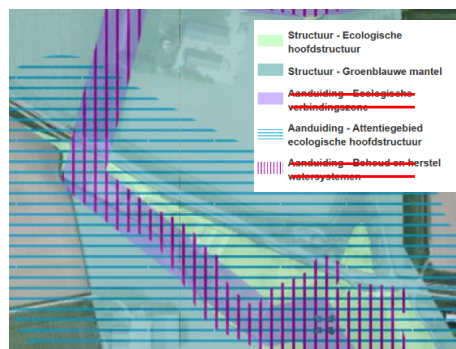 Structuur - Ecologische
hoofdstructuur
Structuur - Groenblauwe mantel
Aanduiding - Ecologische
verbindingszone
Aanduiding - Attentiegebied
ecologische hoofdstructuur
Aanduiding - Behoud en herstel
watersystemen